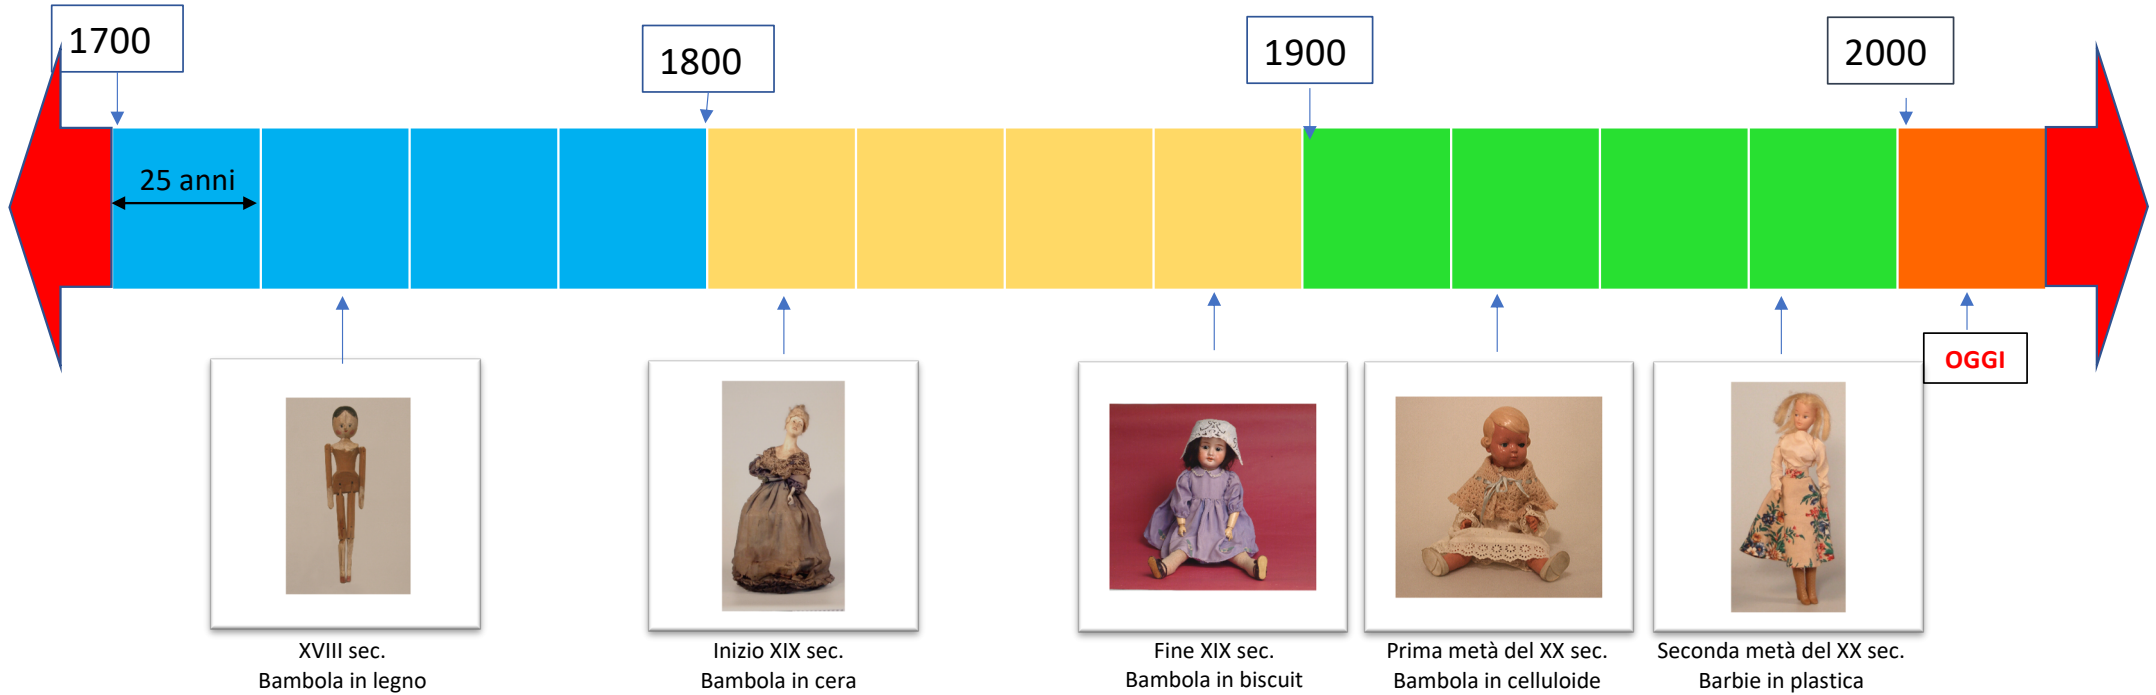 1700
1800
1900
2000
25 anni
OGGI
XVIII sec.
Bambola in legno
Inizio XIX sec.
Bambola in cera
Fine XIX sec.
Bambola in biscuit
Prima metà del XX sec.
Bambola in celluloide
Seconda metà del XX sec.
Barbie in plastica